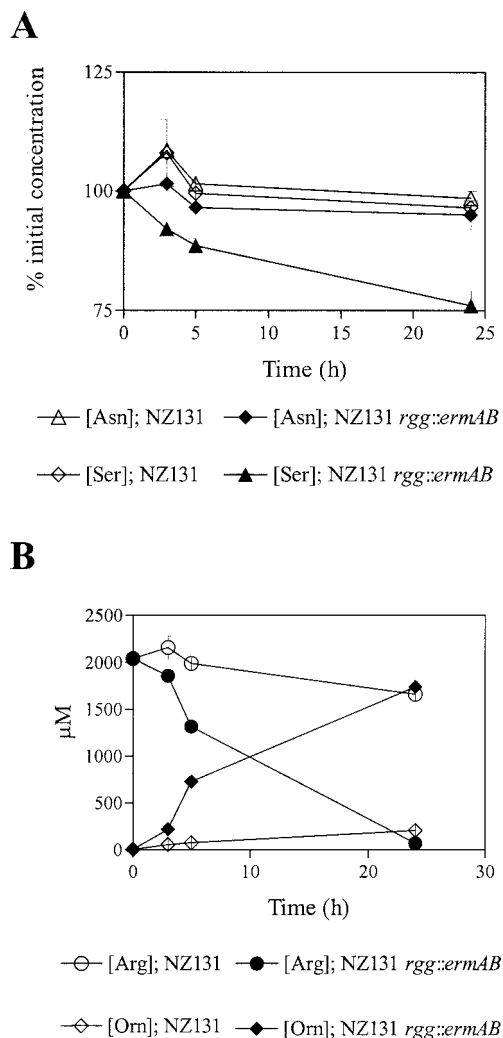 A
125
100
75
% initial concentration
0 5 10 15 20 25
Time (h)
[Asn]; NZ131 [Asn]; NZ131 rgg::ermAB
[Ser]; NZ131 [Ser]; NZ131 rgg::ermAB
B
2500
2000
1500
1000
500
0
μM
0 10 20 30
Time (h)
[Arg]; NZ131 [Arg]; NZ131 rgg::ermAB
[Orn]; NZ131 [Orn]; NZ131 rgg::ermAB